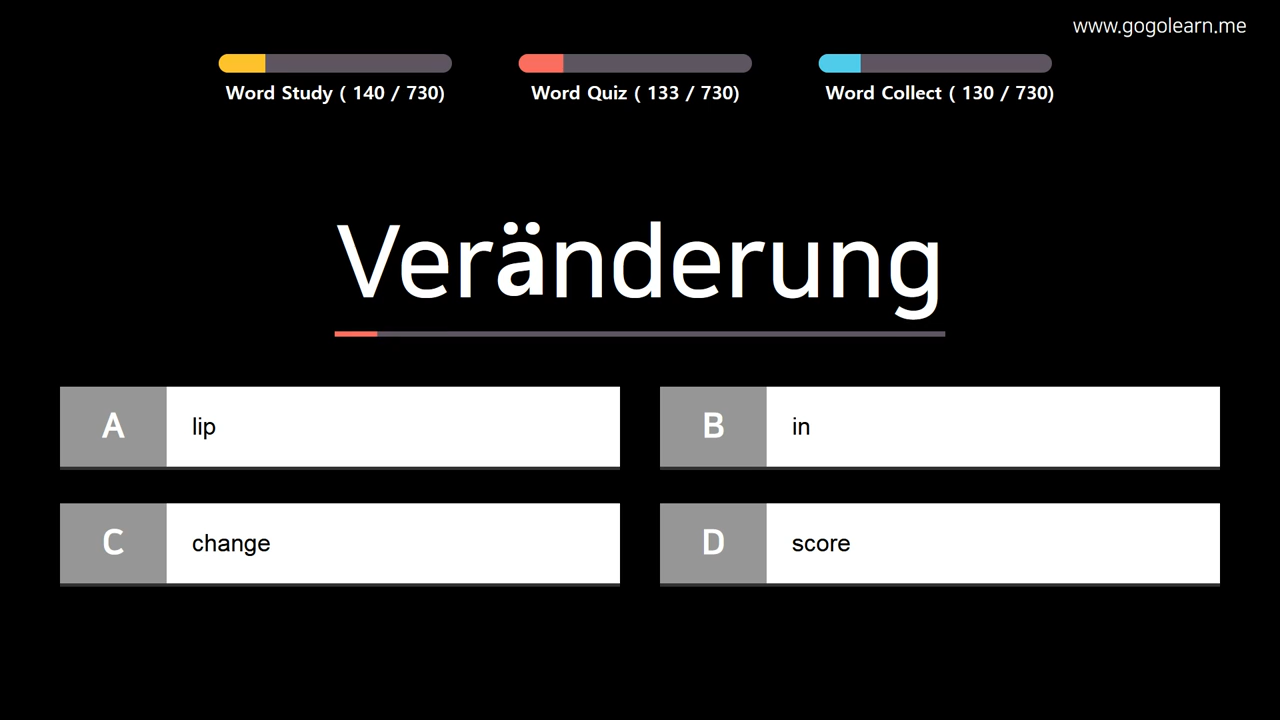 www.gogolearn.me
Word Study ( 140 / 730)
Word Quiz ( 133 / 730)
Word Collect ( 130 / 730)
Veränderung
A lip
B in
C change
D score